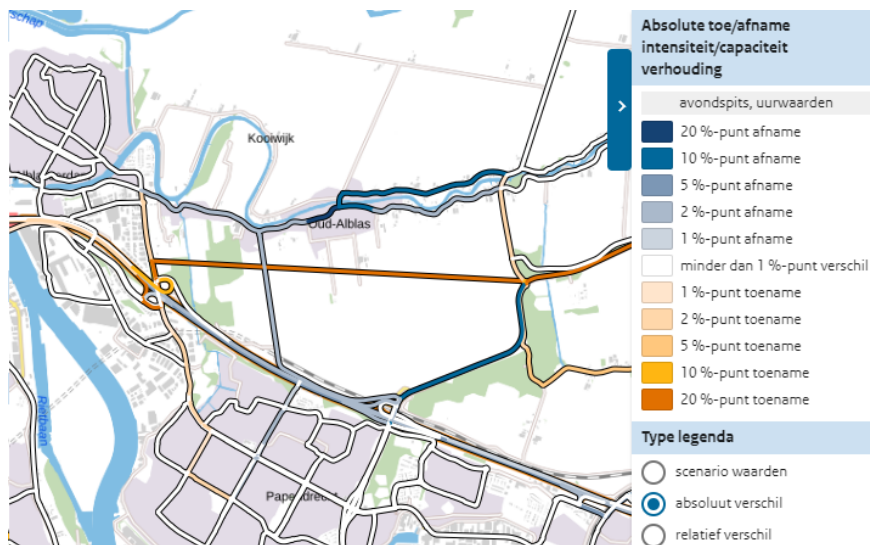 Kooiwijk
Oud-Alblas
Rietbaan
Absolute toe/afname
intensiteit/capaciteit
verhouding
avondspits, uurwaarden
20 %-punt afname
10 %-punt afname
5 %-punt afname
2 %-punt afname
1 %-punt afname
minder dan 1 %-punt verschil
1 %-punt toename
2 %-punt toename
5 %-punt toename
10 %-punt toename
20 %-punt toename
Type legenda
scenario waarden
absoluut verschil
relatief verschil